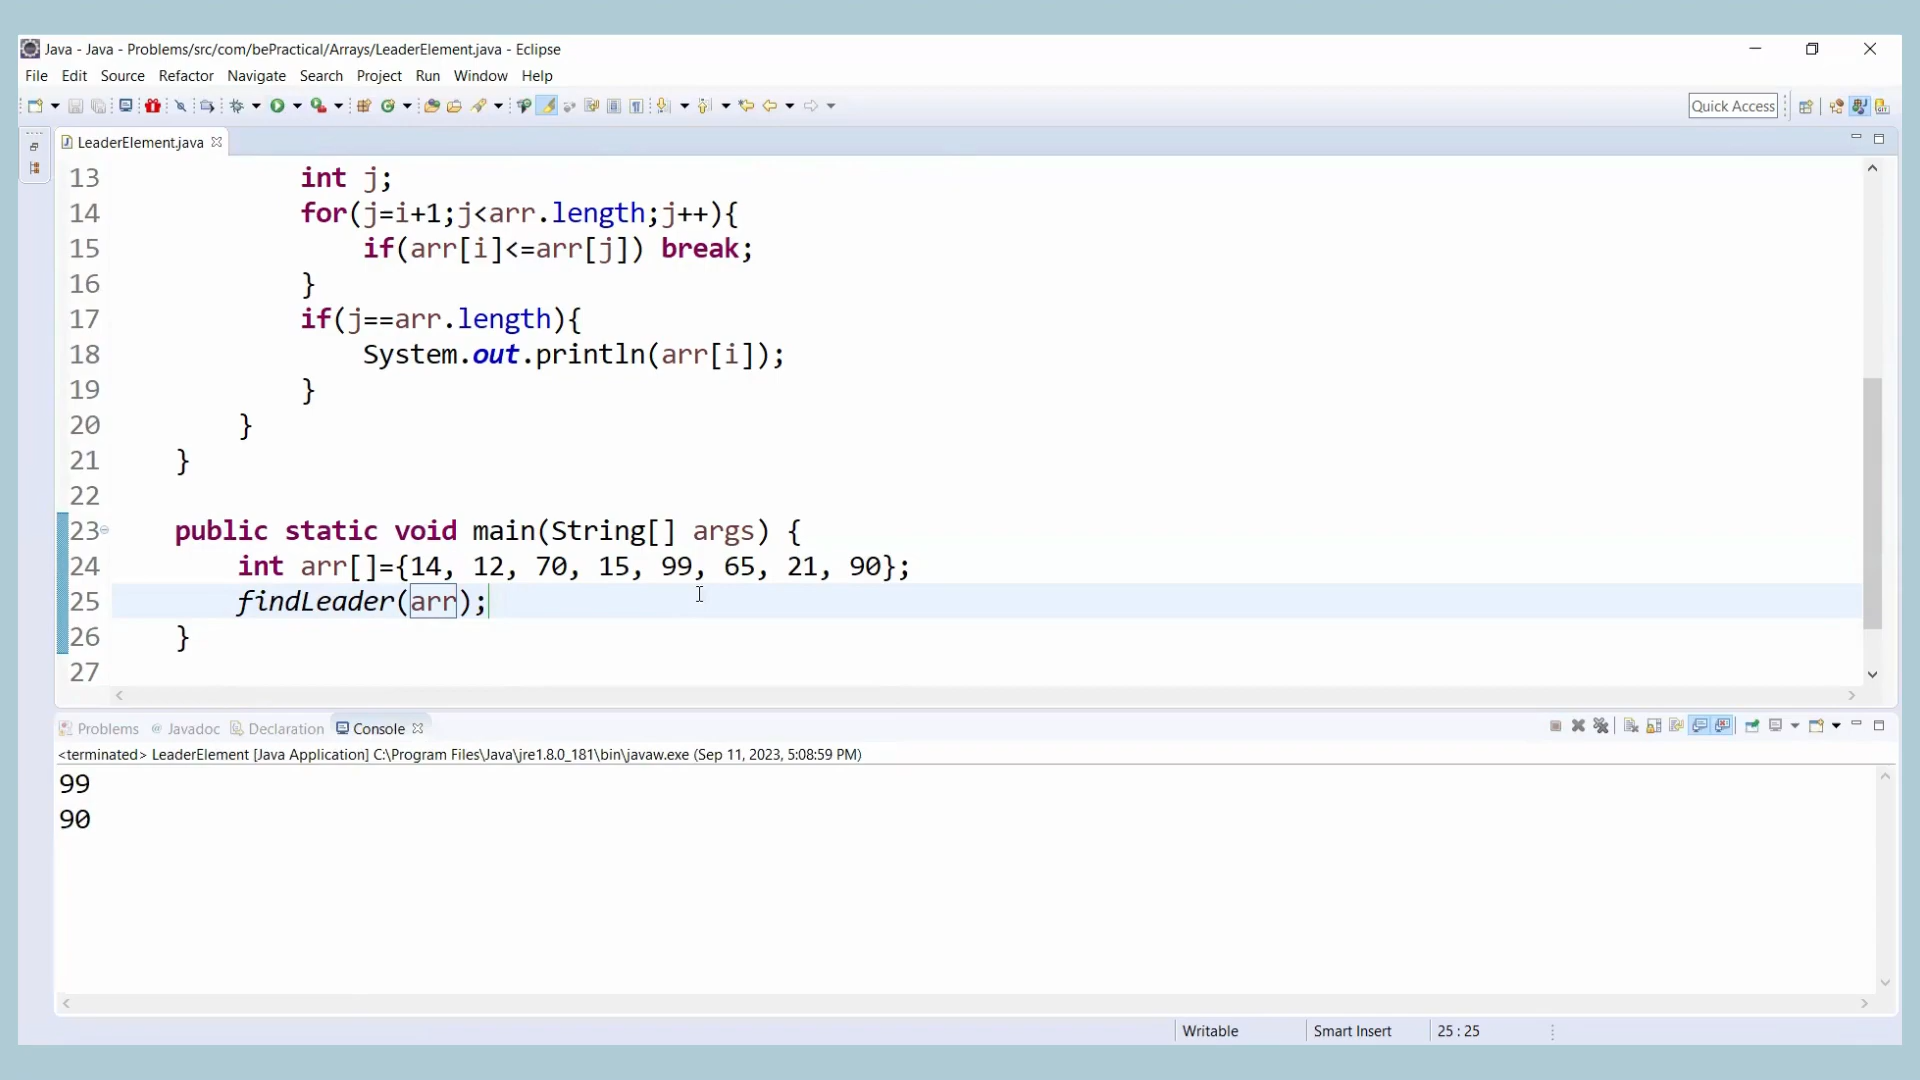 Java - Java - Problems/src/com/bePractical/Arrays/LeaderElement.java - Eclipse
File Edit Source Refactor Navigate Search Project Run Window Help
Quick Access
LeaderElement.java
13 int j;
14 for(j=i+1;j<arr.length;j++){
15 if(arr[i]<=arr[j]) break;
16 }
17 if(j==arr.length){
18 System.out.println(arr[i]);
19 }
20 }
21 }
22
23 public static void main(String[] args) {
24 int arr[]={14, 12, 70, 15, 99, 65, 21, 90};
25 findLeader(arr);
26 }
27
Problems @ Javadoc Declaration Console
<terminated> LeaderElement [Java Application] C:\Program Files\Java\jre1.8.0_181\bin\javaw.exe (Sep 11, 2023, 5:08:59 PM)
99
90
Writable Smart Insert 25 : 25